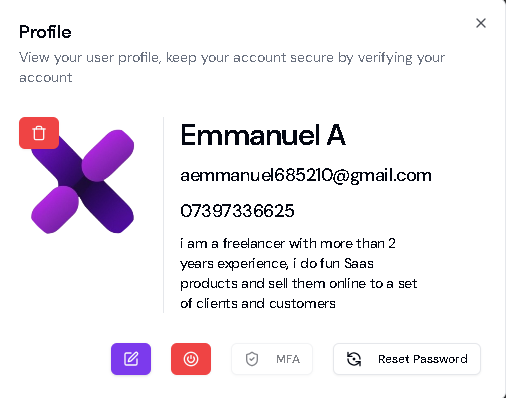 Profile
View your user profile, keep your account secure by verifying your
account
Emmanuel A
aemmanuel685210@gmail.com
07397336625
i am a freelancer with more than 2
years experience, i do fun Saas
products and sell them online to a set
of clients and customers
MFA
Reset Password